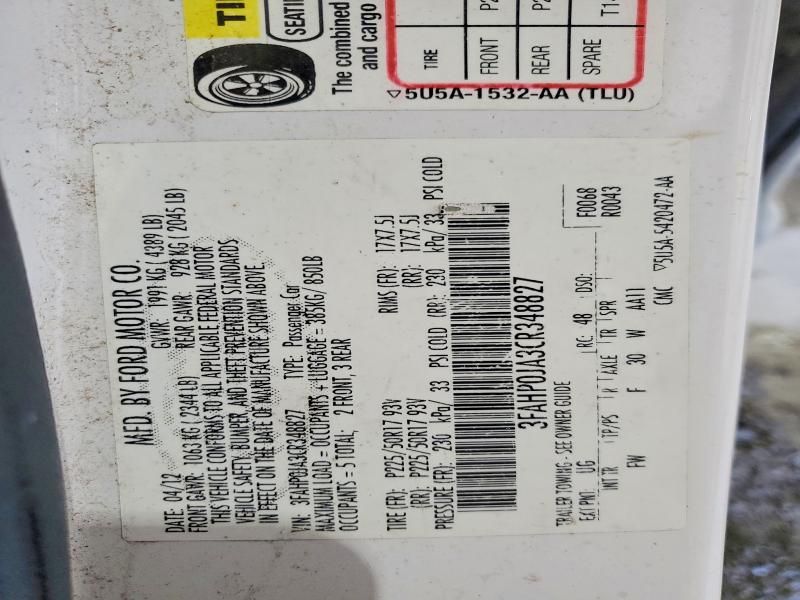 TI
SEATI
The combined
and cargo
TIRE
FRONT P2
REAR P2
SPARE T1
▽5U5A-1532-AA (TLU)
MFD. BY FORD MOTOR CO.
DATE: 04/12 GVWR: 1991 KG ( 4389 LB)
FRONT GAWR: 1063 KG ( 2344 LB) REAR GAWR: 928 KG ( 2045 LB)
THIS VEHICLE CONFORMS TO ALL APPLICABLE FEDERAL MOTOR
VEHICLE SAFETY, BUMPER, AND THEFT PREVENTION STANDARDS
IN EFFECT ON THE DATE OF MANUFACTURE SHOWN ABOVE.
VIN: 3FAHP0JA3CR348827 TYPE: Passenger Car
MAXIMUM LOAD = OCCUPANTS + LUGGAGE = 385KG/ 850LB
OCCUPANTS = 5 TOTAL; 2 FRONT, 3 REAR
TIRE (FR): P225/50R17 93V RIMS (FR): 17X7.5J
(RR): P225/50R17 93V (RR): 17X7.5J
PRESSURE (FR): 230 kPa/ 33 PSI COLD (RR): 230 kPa/ 33 PSI COLD
3FAHP0JA3CR348827
TRAILER TOWING - SEE OWNER GUIDE F0068
EXT PNT: UG RC: 48 DSO: R0043
INT TR TP/PS AXLE TR SPR
FW F 30 W AA11
CMC ▽5U5A-5420472-AA